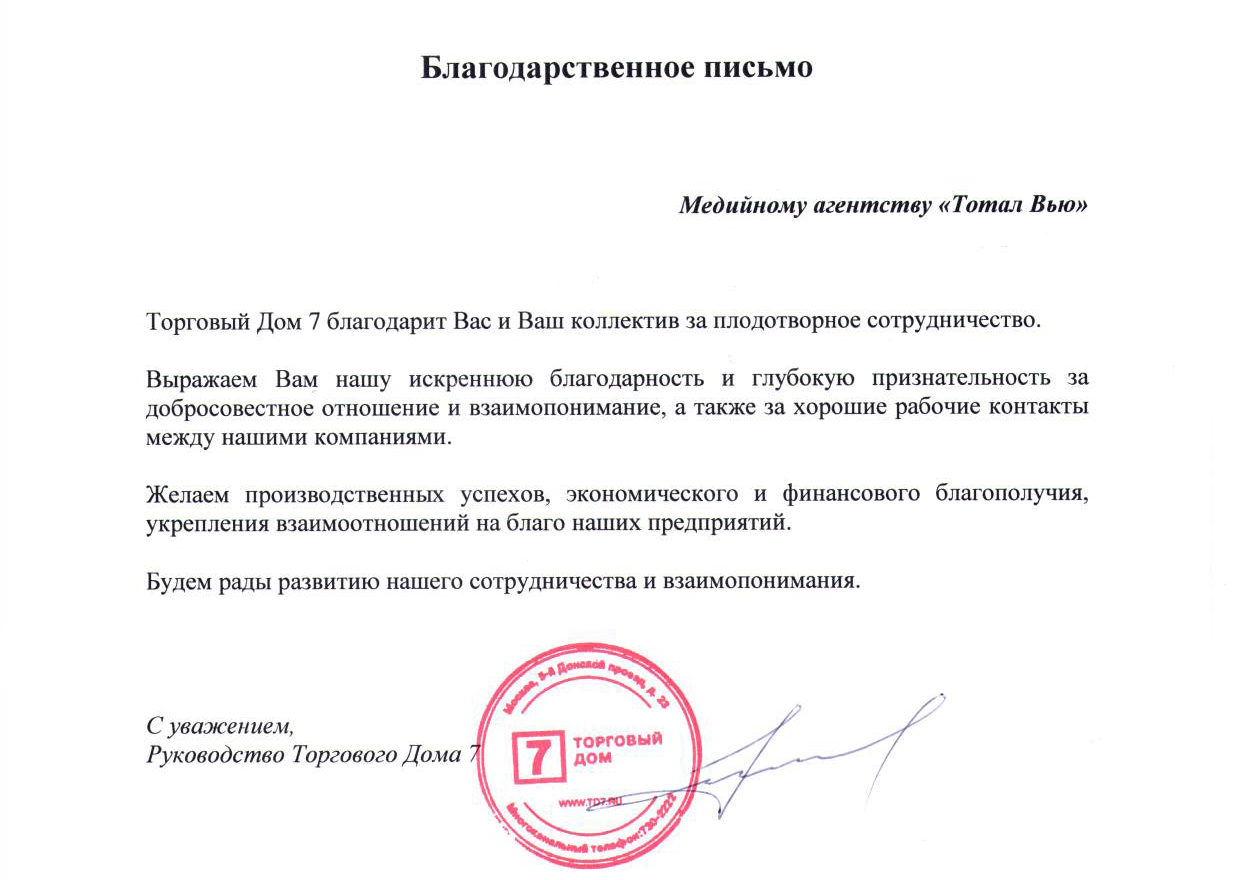 Благодарственное письмо
Медийному агентству «Тотал Вью»
Торговый Дом 7 благодарит Вас и Ваш коллектив за плодотворное сотрудничество.
Выражаем Вам нашу искреннюю благодарность и глубокую признательность за
добросовестное отношение и взаимопонимание, а также за хорошие рабочие контакты
между нашими компаниями.
Желаем производственных успехов, экономического и финансового благополучия,
укрепления взаимоотношений на благо наших предприятий.
Будем рады развитию нашего сотрудничества и взаимопонимания.
С уважением,
Руководство Торгового Дома 7
Москва, 5-й Донской проезд, д. 23
7 ТОРГОВЫЙ
ДОМ
WWW.TD7.RU
Многоканальный телефон:730-2222